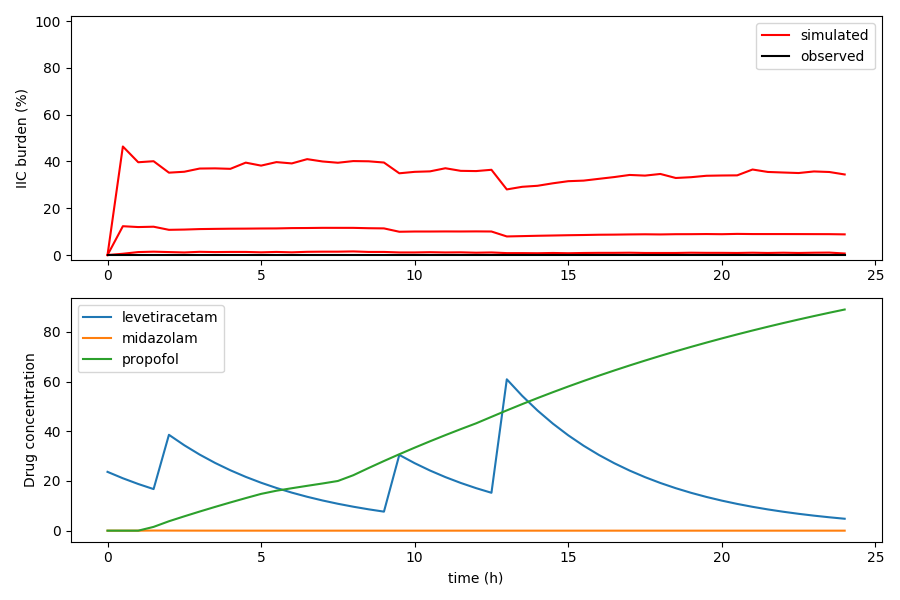 IIC burden (%)
100
80
60
40
20
0
simulated
observed
0 5 10 15 20 25
Drug concentration
80
60
40
20
0
levetiracetam
midazolam
propofol
0 5 10 15 20 25
time (h)